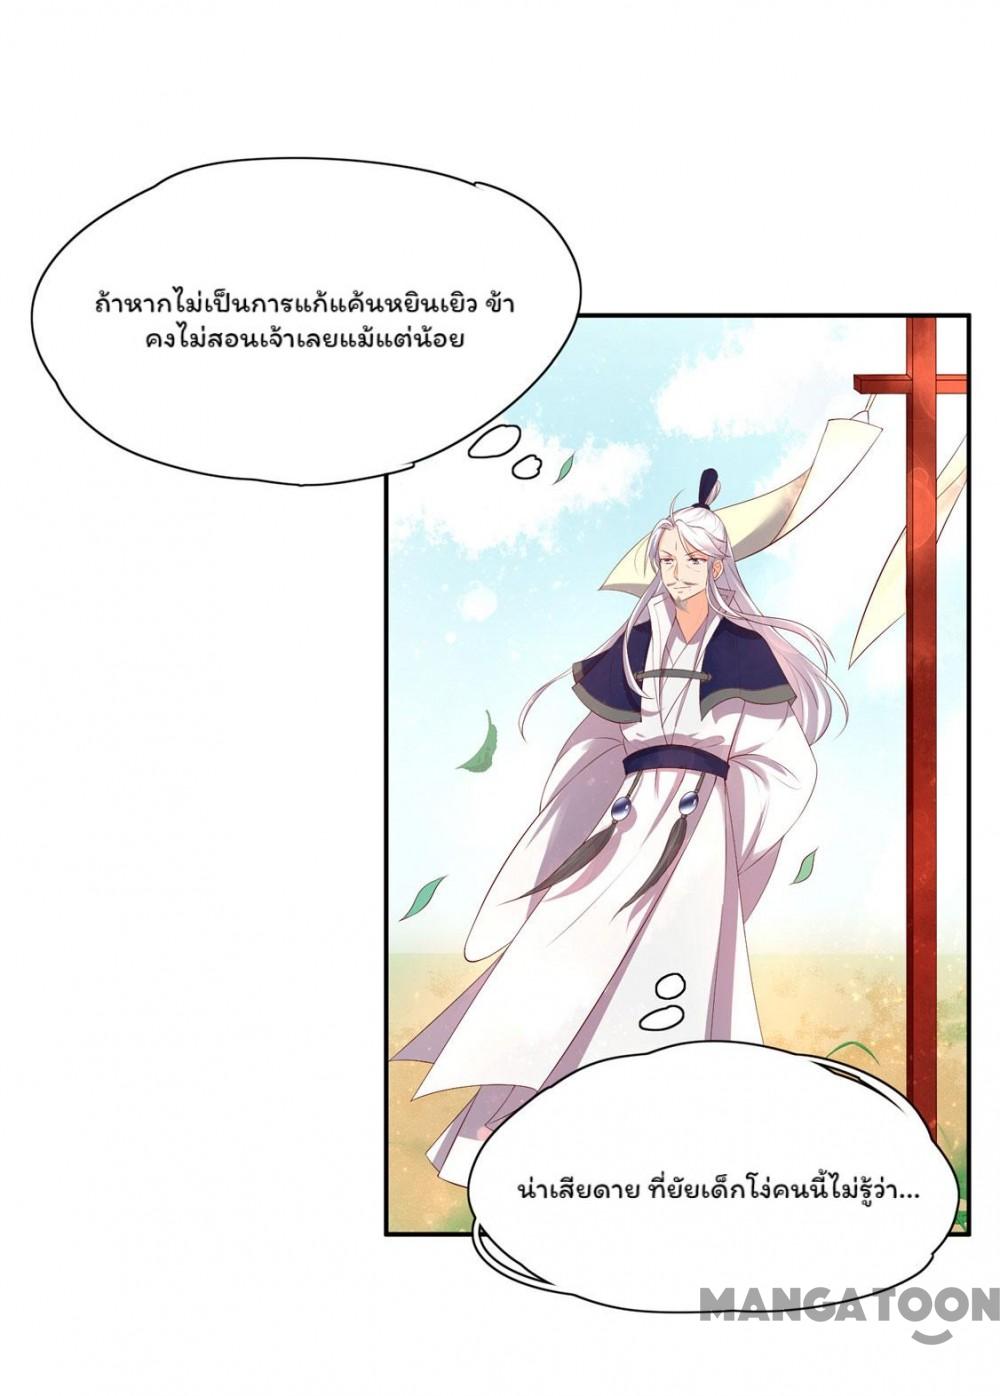 ถ้าหากไม่เป็นการแก้แค้นหยินเยิว ข้า
คงไม่สอนเจ้าเลยแม้แต่น้อย
น่าเสียดาย ที่ยัยเด็กโง่คนนี้ไม่รู้ว่า...
MANGATOON